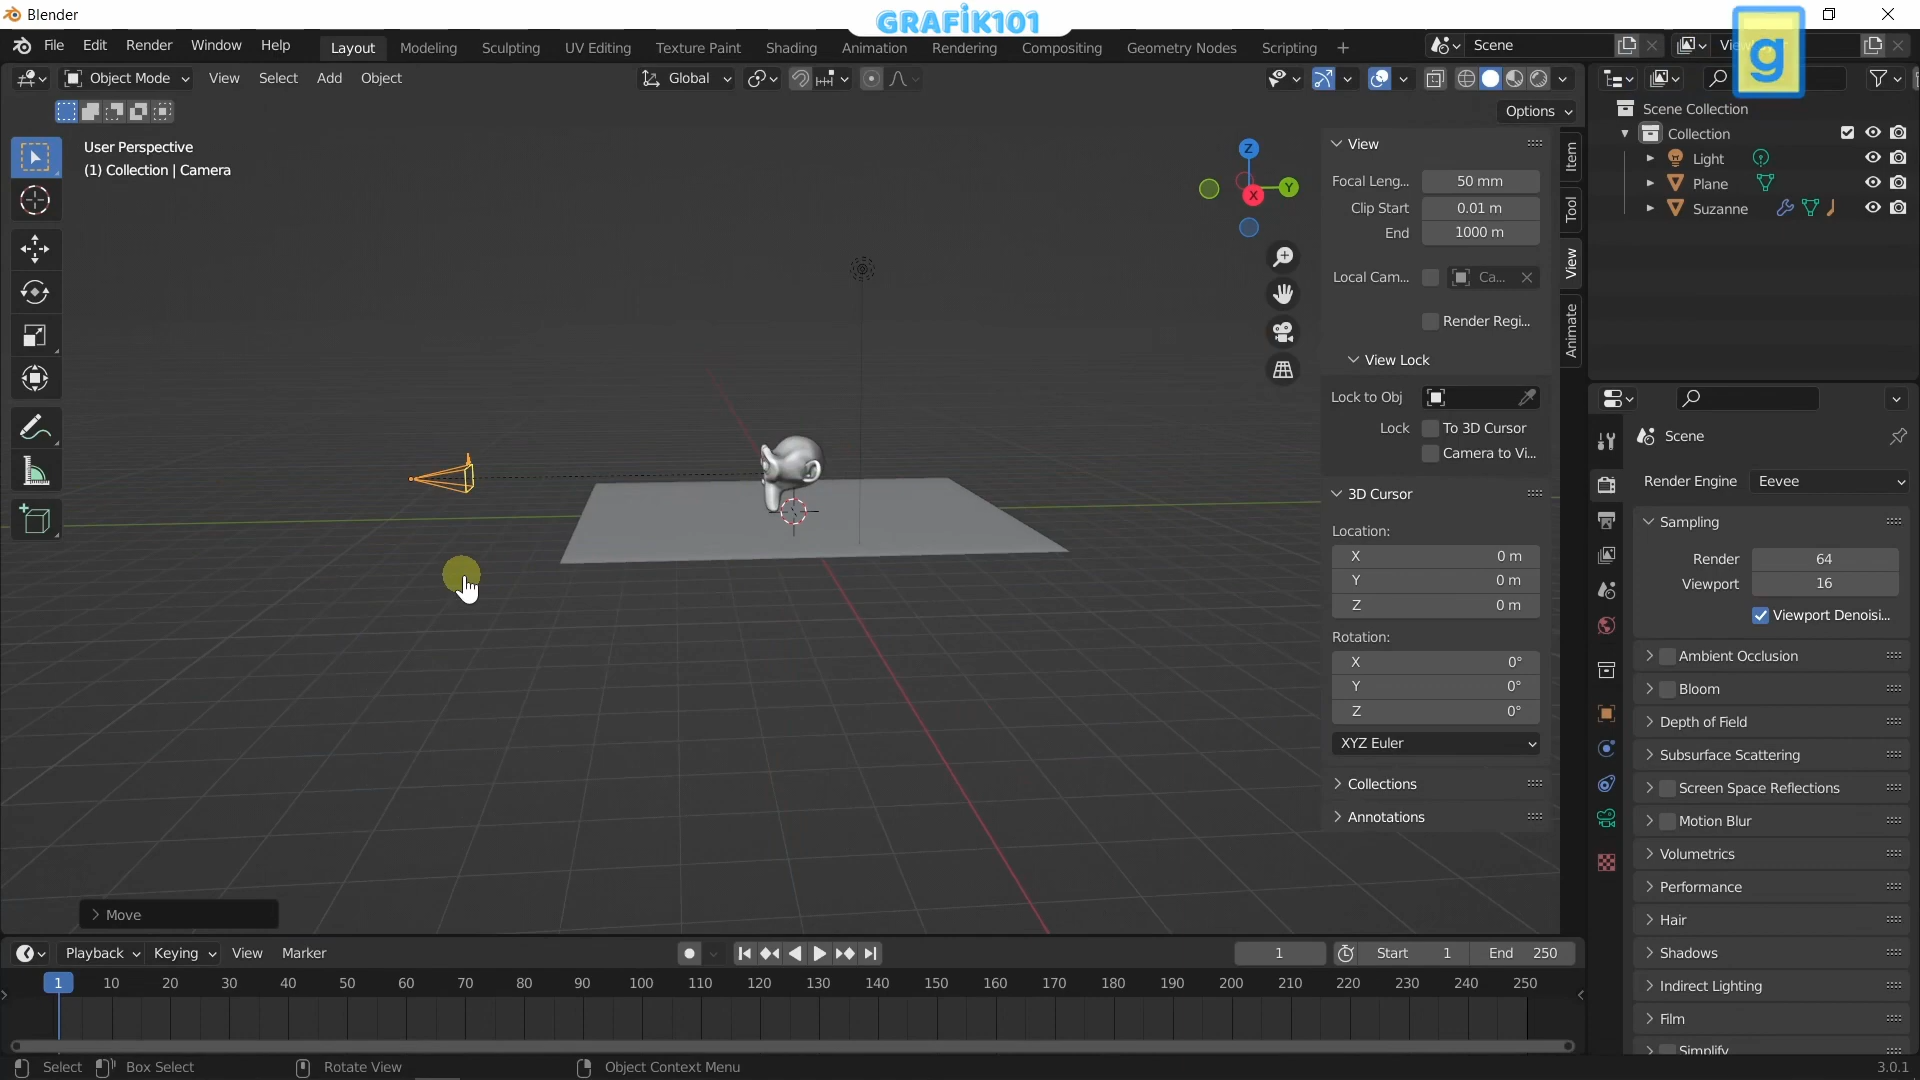 Blender
GRAFİK101
File Edit Render Window Help
Layout Modeling Sculpting UV Editing Texture Paint Shading Animation Rendering Compositing Geometry Nodes Scripting +
Scene
g
Object Mode View Select Add Object
Global
Options
User Perspective
(1) Collection | Camera
Z
Y
X
View
Focal Leng... 50 mm
Clip Start 0.01 m
End 1000 m
Local Cam... Ca...
Render Regi...
View Lock
Lock to Obj
Lock To 3D Cursor
Camera to Vi...
3D Cursor
Location:
X 0 m
Y 0 m
Z 0 m
Rotation:
X 0°
Y 0°
Z 0°
XYZ Euler
Collections
Annotations
Item
Tool
View
Animate
Scene Collection
Collection
Light
Plane
Suzanne
Scene
Render Engine Eevee
Sampling
Render 64
Viewport 16
Viewport Denoisi...
Ambient Occlusion
Bloom
Depth of Field
Subsurface Scattering
Screen Space Reflections
Motion Blur
Volumetrics
Performance
Hair
Shadows
Indirect Lighting
Film
Simplify
Move
Playback Keying View Marker
1 Start 1 End 250
1 10 20 30 40 50 60 70 80 90 100 110 120 130 140 150 160 170 180 190 200 210 220 230 240 250
Select Box Select Rotate View Object Context Menu
3.0.1